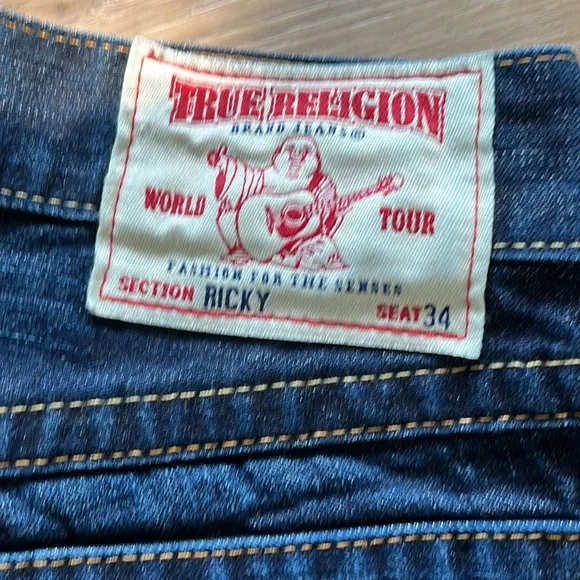 TRUE RELIGION
BRAND JEANS®
WORLD TOUR
FASHION FOR THE SENSES
SECTION RICKY SEAT 34